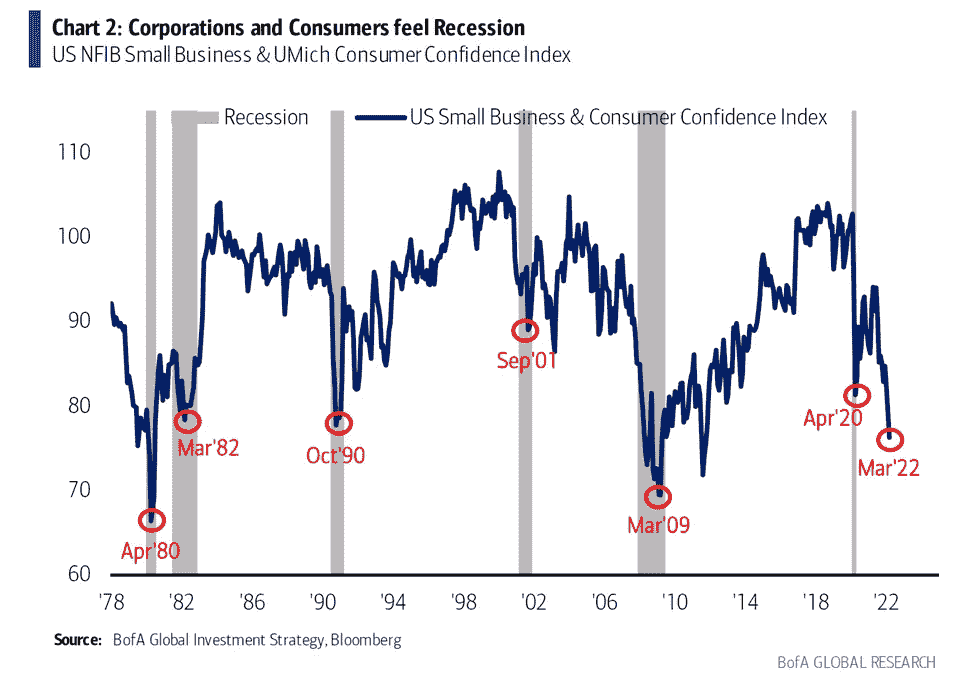 Chart 2: Corporations and Consumers feel Recession
US NFIB Small Business & UMich Consumer Confidence Index
Recession
US Small Business & Consumer Confidence Index
110
100
90
80
70
60
Apr'80
Mar'82
Oct'90
Sep'01
Mar'09
Apr'20
Mar'22
'78 '82 '86 '90 '94 '98 '02 '06 '10 '14 '18 '22
Source: BofA Global Investment Strategy, Bloomberg
BofA GLOBAL RESEARCH